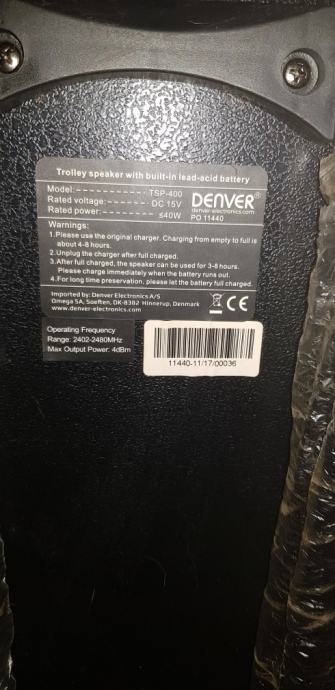 Trolley speaker with built-in lead-acid battery
Model:- - - - - - - - - - - - - TSP-400
Rated voltage:- - - - - - - DC 15V
Rated power:- - - - - - - - - - ≤40W
DENVER®
denver-electronics.com
PO 11440
Warnings:
1.Please use the original charger. Charging from empty to full is
about 4-8 hours.
2.Unplug the charger after full charged.
3.After full charged, the speaker can be used for 3-8 hours.
Please charge immediately when the battery runs out.
4.For long time preservation, please let the battery full charged.
Imported by: Denver Electronics A/S
Omega 5A, Soeften, DK-8382 Hinnerup, Denmark
www.denver-electronics.com
CE
Operating Frequency
Range: 2402-2480MHz
Max Output Power: 4dBm
11440-11/17/00036